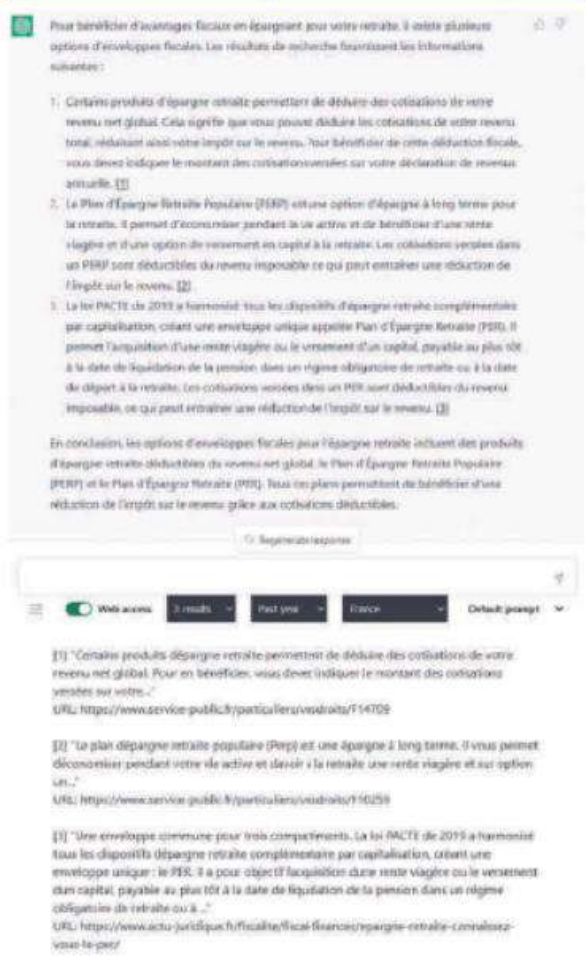 Pour bénéficier d'avantages fiscaux en épargnant pour votre retraite, il existe plusieurs
options d'enveloppes fiscales. Les résultats de recherche fournissent les informations
suivantes :
1. Certains produits d'épargne retraite permettent de déduire des cotisations de votre
revenu net global. Cela signifie que vous pouvez déduire les cotisations de votre revenu
total, réduisant ainsi votre impôt sur le revenu. Pour bénéficier de cette déduction fiscale,
vous devez indiquer le montant des cotisations versées sur votre déclaration de revenus
annuelle. [1]
2. Le Plan d'Épargne Retraite Populaire (PERP) est une option d'épargne à long terme pour
la retraite. Il permet d'économiser pendant la vie active et de bénéficier d'une rente
viagère et d'une option de versement en capital à la retraite. Les cotisations versées dans
un PERP sont déductibles du revenu imposable ce qui peut entraîner une réduction de
l'impôt sur le revenu. [2]
3. La loi PACTE de 2019 a harmonisé tous les dispositifs d'épargne retraite complémentaire
par capitalisation, créant une enveloppe unique appelée Plan d'Épargne Retraite (PER). Il
permet l'acquisition d'une rente viagère ou le versement d'un capital, payable au plus tôt
à la date de liquidation de la pension dans un régime obligatoire de retraite ou à la date
de départ à la retraite. Les cotisations versées dans un PER sont déductibles du revenu
imposable, ce qui peut entraîner une réduction de l'impôt sur le revenu. [3]
En conclusion, les options d'enveloppes fiscales pour l'épargne retraite incluent des produits
d'épargne retraite déductibles du revenu net global, le Plan d'Épargne Retraite Populaire
(PERP) et le Plan d'Épargne Retraite (PER). Tous ces plans permettent de bénéficier d'une
réduction de l'impôt sur le revenu grâce aux cotisations déductibles.
Regenerate response
Web access 3 results Past year France Default prompt
[1] "Certains produits dépargne retraite permettent de déduire des cotisations de votre
revenu net global. Pour en bénéficier, vous devez indiquer le montant des cotisations
versées sur votre..."
URL: https://www.service-public.fr/particuliers/vosdroits/F14709
[2] "Le plan dépargne retraite populaire (Perp) est une épargne à long terme. Il vous permet
déconomiser pendant votre vie active et davoir à la retraite une rente viagère et sur option
un..."
URL: https://www.service-public.fr/particuliers/vosdroits/F10259
[3] "Une enveloppe commune pour trois compartiments. La loi PACTE de 2019 a harmonisé
tous les dispositifs dépargne retraite complémentaire par capitalisation, créant une
enveloppe unique : le PER. Il a pour objectif lacquisition dune rente viagère ou le versement
dun capital, payable au plus tôt à la date de liquidation de la pension dans un régime
obligatoire de retraite ou à ..."
URL: https://www.actu-juridique.fr/fiscalite/fiscal-finances/epargne-retraite-connaissez-
vous-le-per/